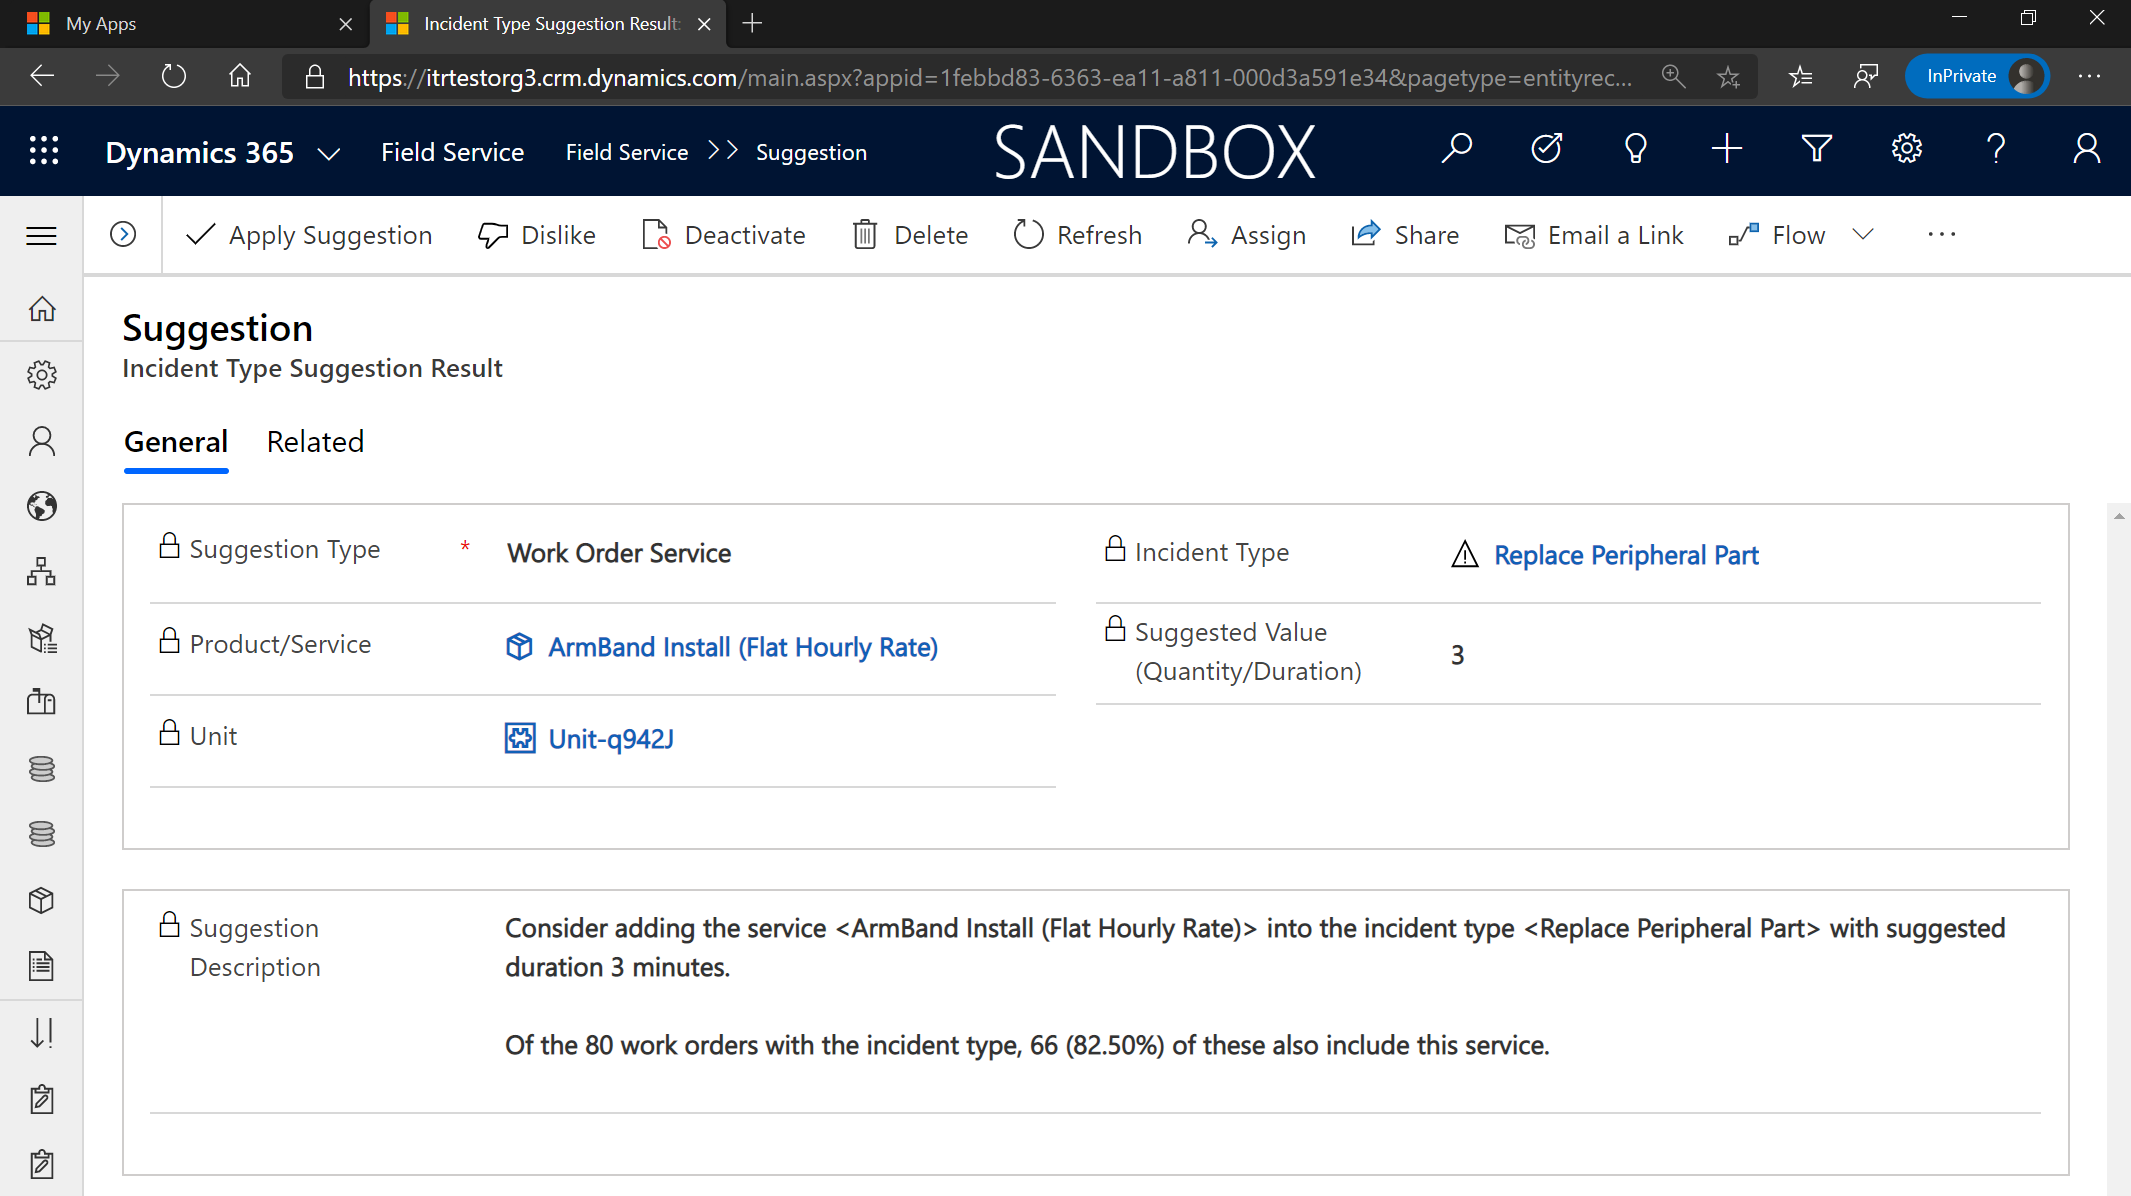 My Apps
Incident Type Suggestion Result
https://itrtestorg3.crm.dynamics.com/main.aspx?appid=1febbd83-6363-ea11-a811-000d3a591e34&pagetype=entityrec...
InPrivate
Dynamics 365
Field Service
Field Service >> Suggestion
SANDBOX
Apply Suggestion
Dislike
Deactivate
Delete
Refresh
Assign
Share
Email a Link
Flow
Suggestion
Incident Type Suggestion Result
General
Related
Suggestion Type * Work Order Service
Incident Type Replace Peripheral Part
Product/Service ArmBand Install (Flat Hourly Rate)
Suggested Value
(Quantity/Duration)
3
Unit Unit-q942J
Suggestion
Description
Consider adding the service <ArmBand Install (Flat Hourly Rate)> into the incident type <Replace Peripheral Part> with suggested
duration 3 minutes.
Of the 80 work orders with the incident type, 66 (82.50%) of these also include this service.